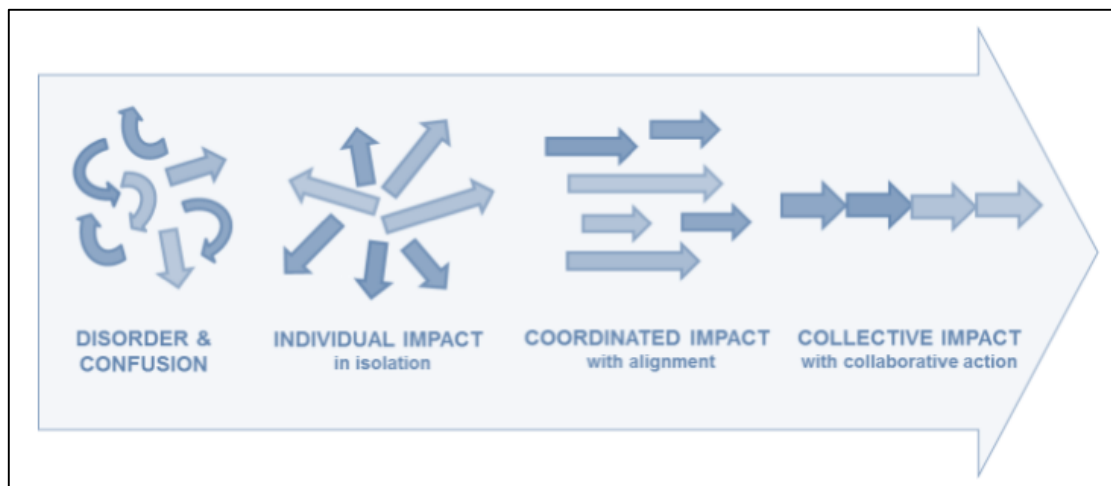 DISORDER &
CONFUSION
INDIVIDUAL IMPACT
in isolation
COORDINATED IMPACT
with alignment
COLLECTIVE IMPACT
with collaborative action